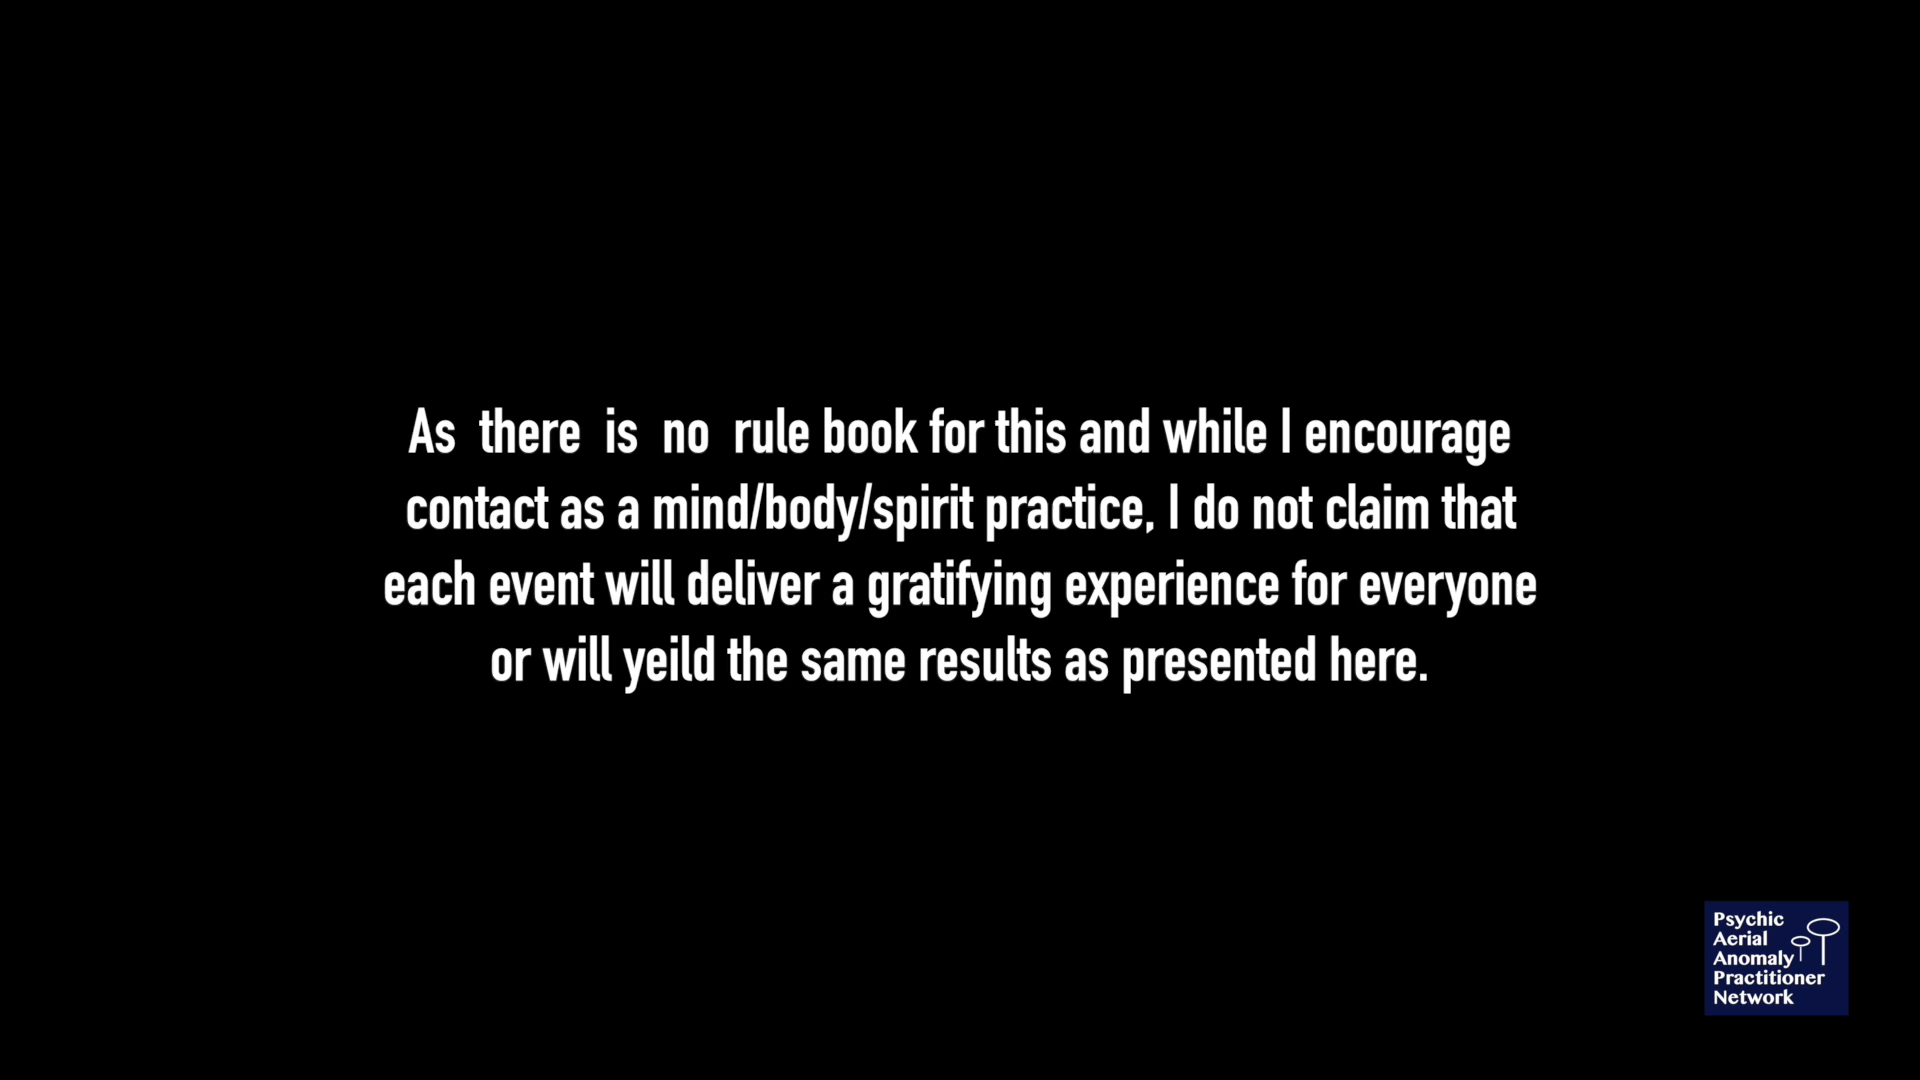 As there is no rule book for this and while I encourage
contact as a mind/body/spirit practice, I do not claim that
each event will deliver a gratifying experience for everyone
or will yeild the same results as presented here.
Psychic
Aerial
Anomaly
Practitioner
Network